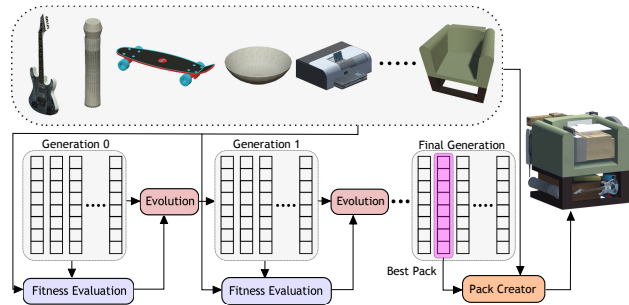 Generation 0
Generation 1
Final Generation
Evolution
Evolution
Best Pack
Fitness Evaluation
Fitness Evaluation
Pack Creator